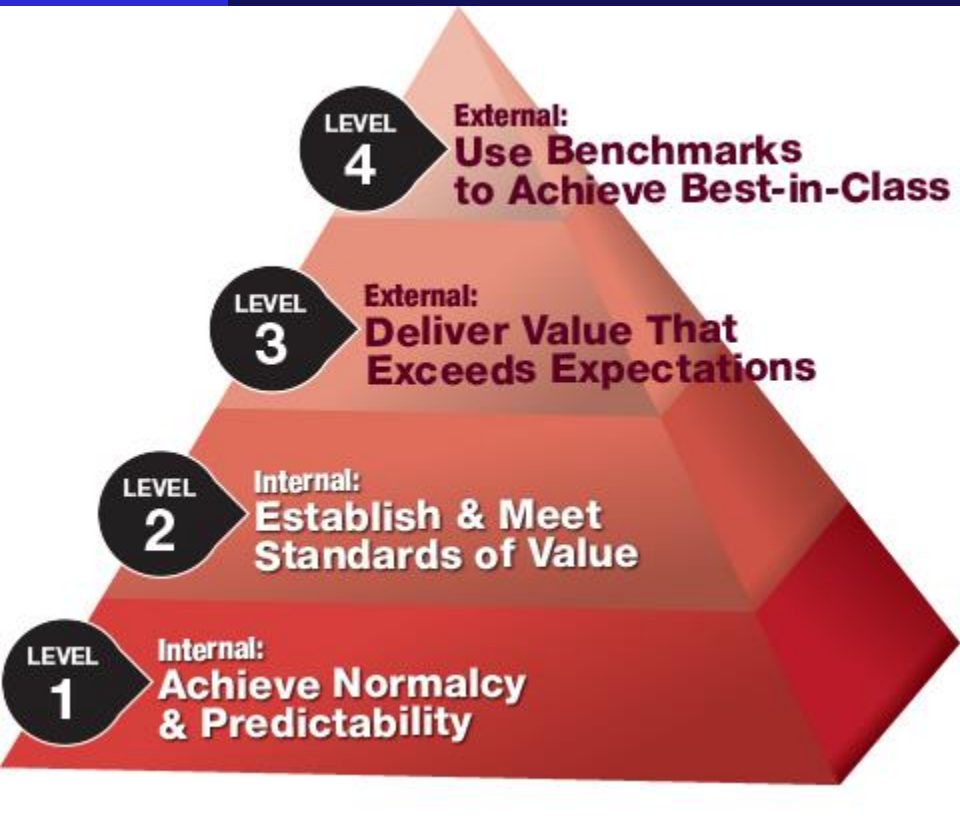 LEVEL
4
External:
Use Benchmarks
to Achieve Best-in-Class
LEVEL
3
External:
Deliver Value That
Exceeds Expectations
LEVEL
2
Internal:
Establish & Meet
Standards of Value
LEVEL
1
Internal:
Achieve Normalcy
& Predictability